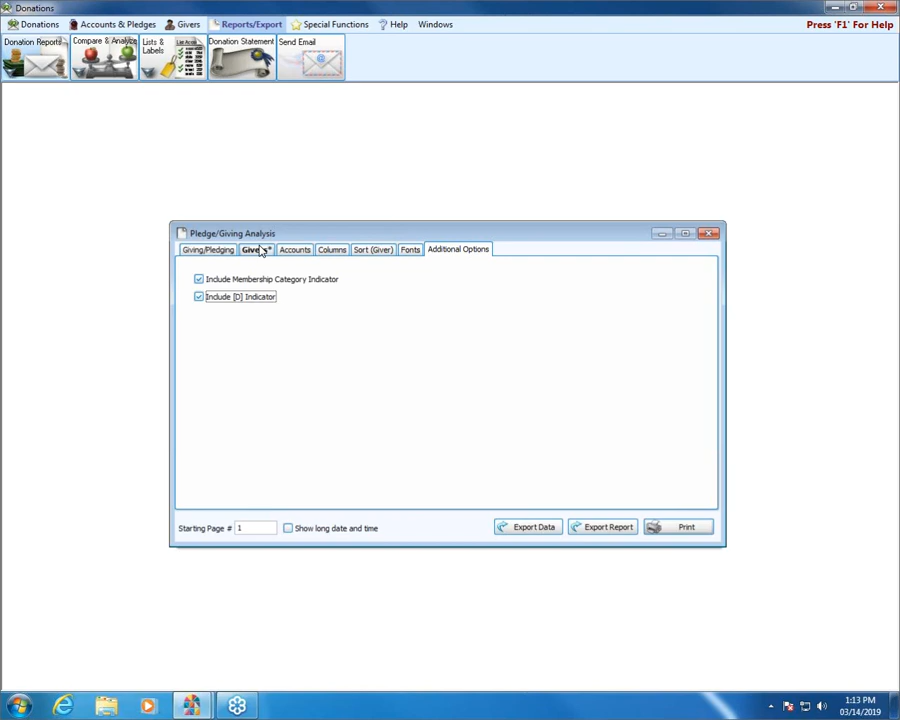 Donations
Donations Accounts & Pledges Givers Reports/Export Special Functions Help Windows Press 'F1' For Help
Donation Reports Compare & Analyze Lists & Labels Donation Statement Send Email
Pledge/Giving Analysis
Giving/Pledging Givers* Accounts Columns Sort (Giver) Fonts Additional Options
Include Membership Category Indicator
Include [D] Indicator
Starting Page # 1 Show long date and time Export Data Export Report Print
1:13 PM
03/14/2019